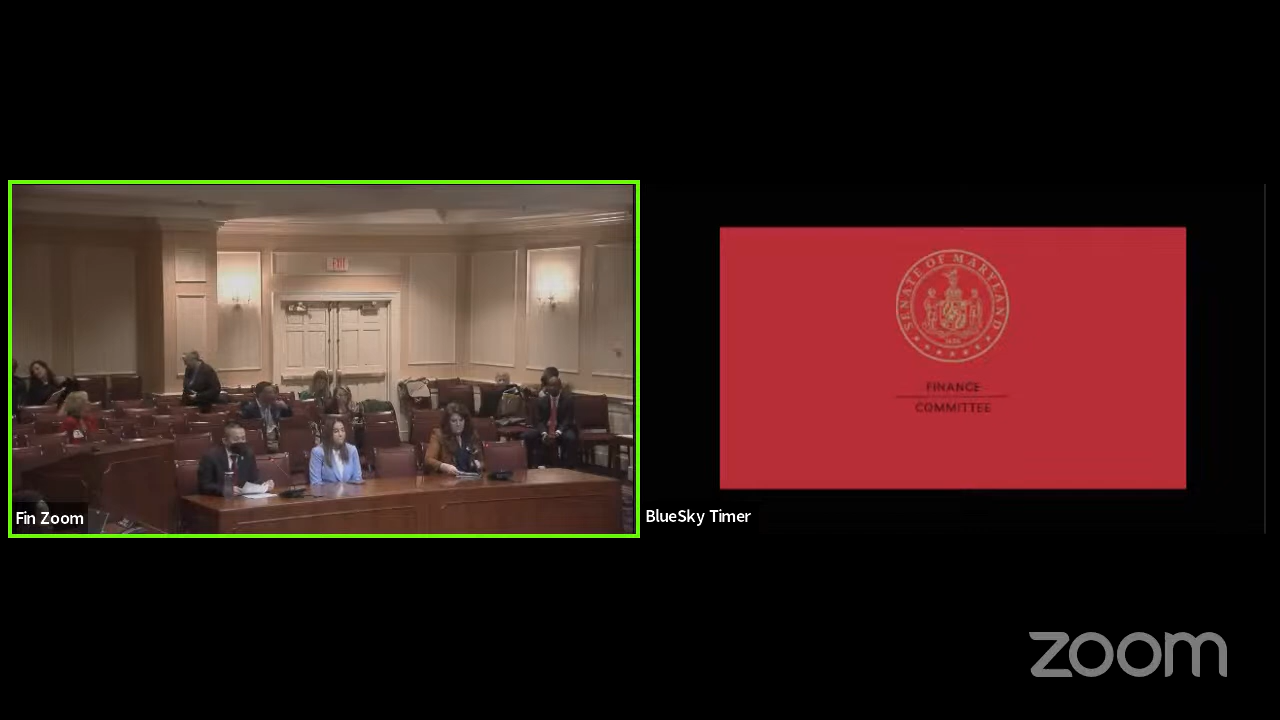 EXIT
SENATE OF MARYLAND
FINANCE
COMMITTEE
Fin Zoom
BlueSky Timer
zoom